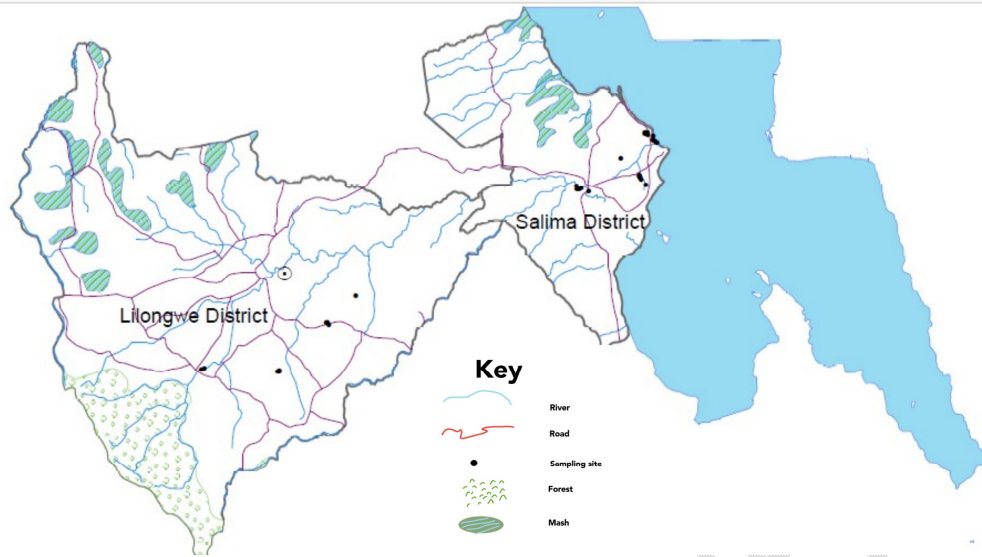 Salima District
Lilongwe District
Key
River
Road
Sampling site
Forest
Mash